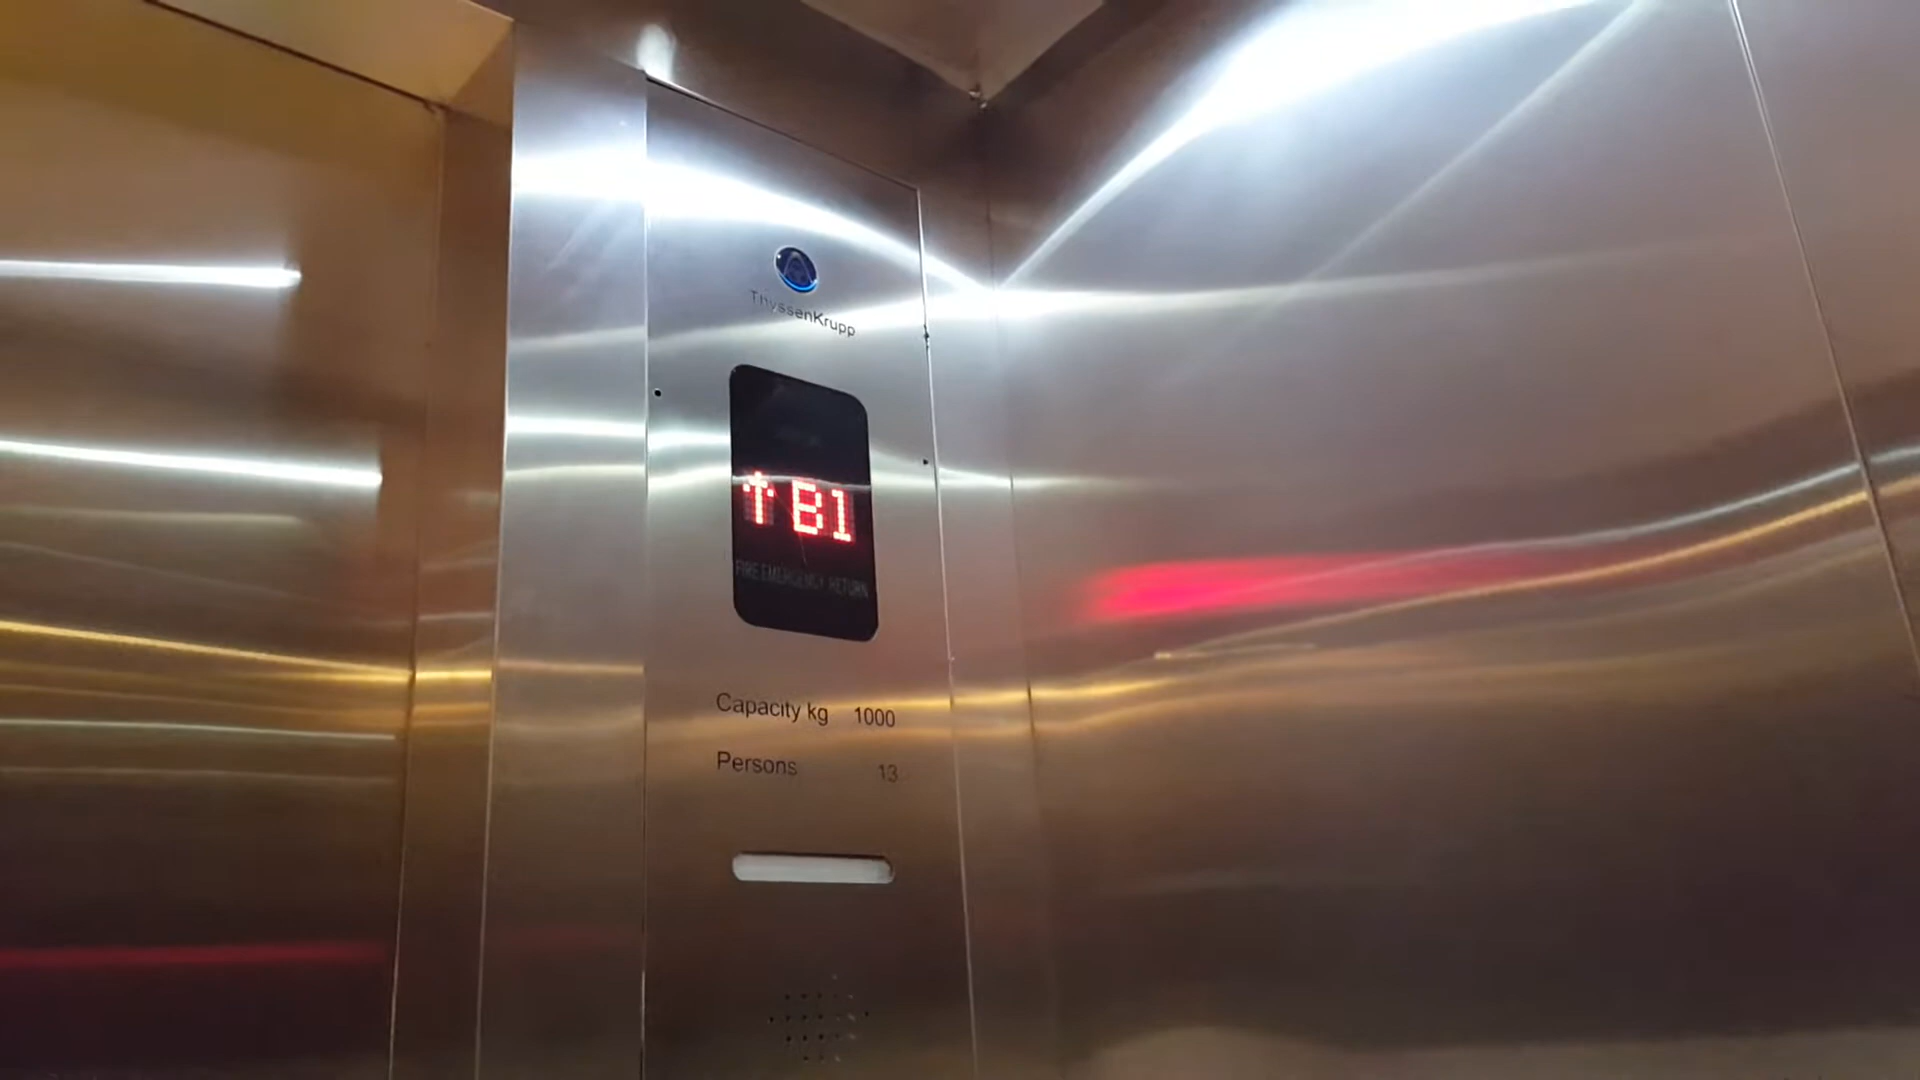 ThyssenKrupp
↑B1
FIRE EMERGENCY RETURN
Capacity kg 1000
Persons 13